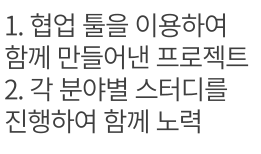 1. 협업 툴을 이용하여
함께 만들어낸 프로젝트
2. 각 분야별 스터디를
진행하여 함께 노력